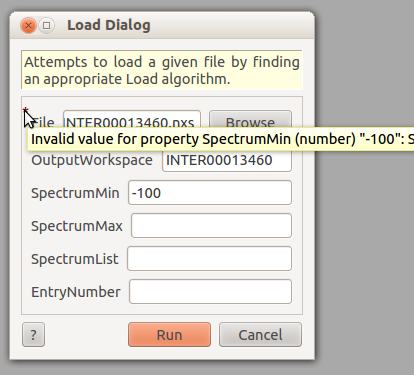 Load Dialog
Attempts to load a given file by finding
an appropriate Load algorithm.
File INTER00013460.nxs Browse
Invalid value for property SpectrumMin (number) "-100": S
OutputWorkspace INTER00013460
SpectrumMin -100
SpectrumMax
SpectrumList
EntryNumber
? Run Cancel